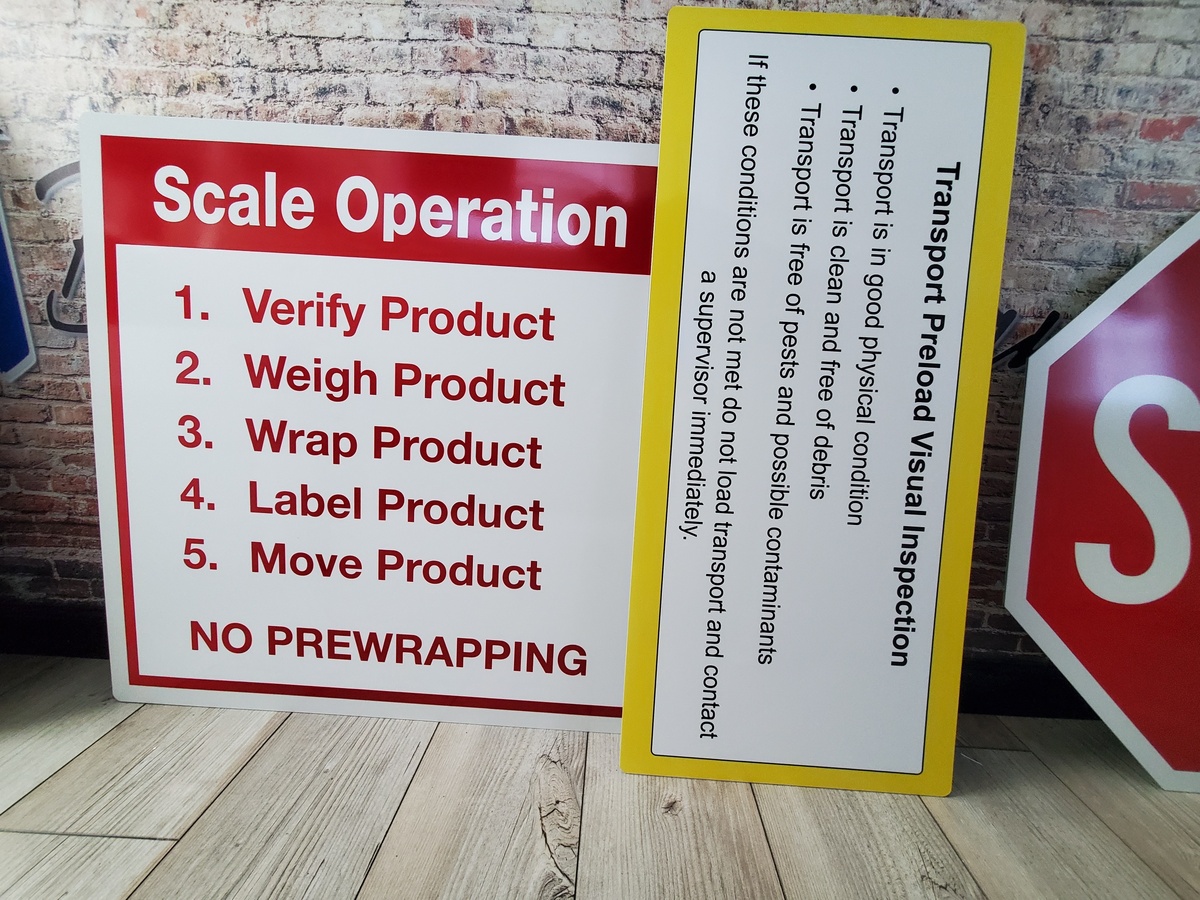 Scale Operation
1. Verify Product
2. Weigh Product
3. Wrap Product
4. Label Product
5. Move Product
NO PREWRAPPING
Transport Preload Visual Inspection
• Transport is in good physical condition
• Transport is clean and free of debris
• Transport is free of pests and possible contaminants
If these conditions are not met do not load transport and contact
a supervisor immediately.
S